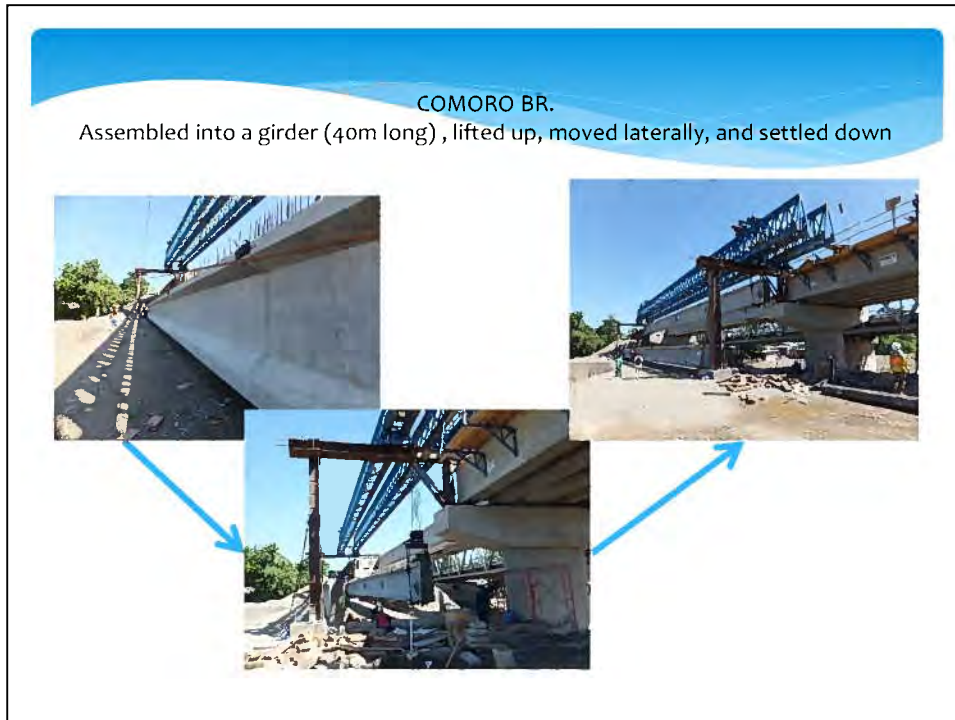 COMORO BR.
Assembled into a girder (40m long) , lifted up, moved laterally, and settled down